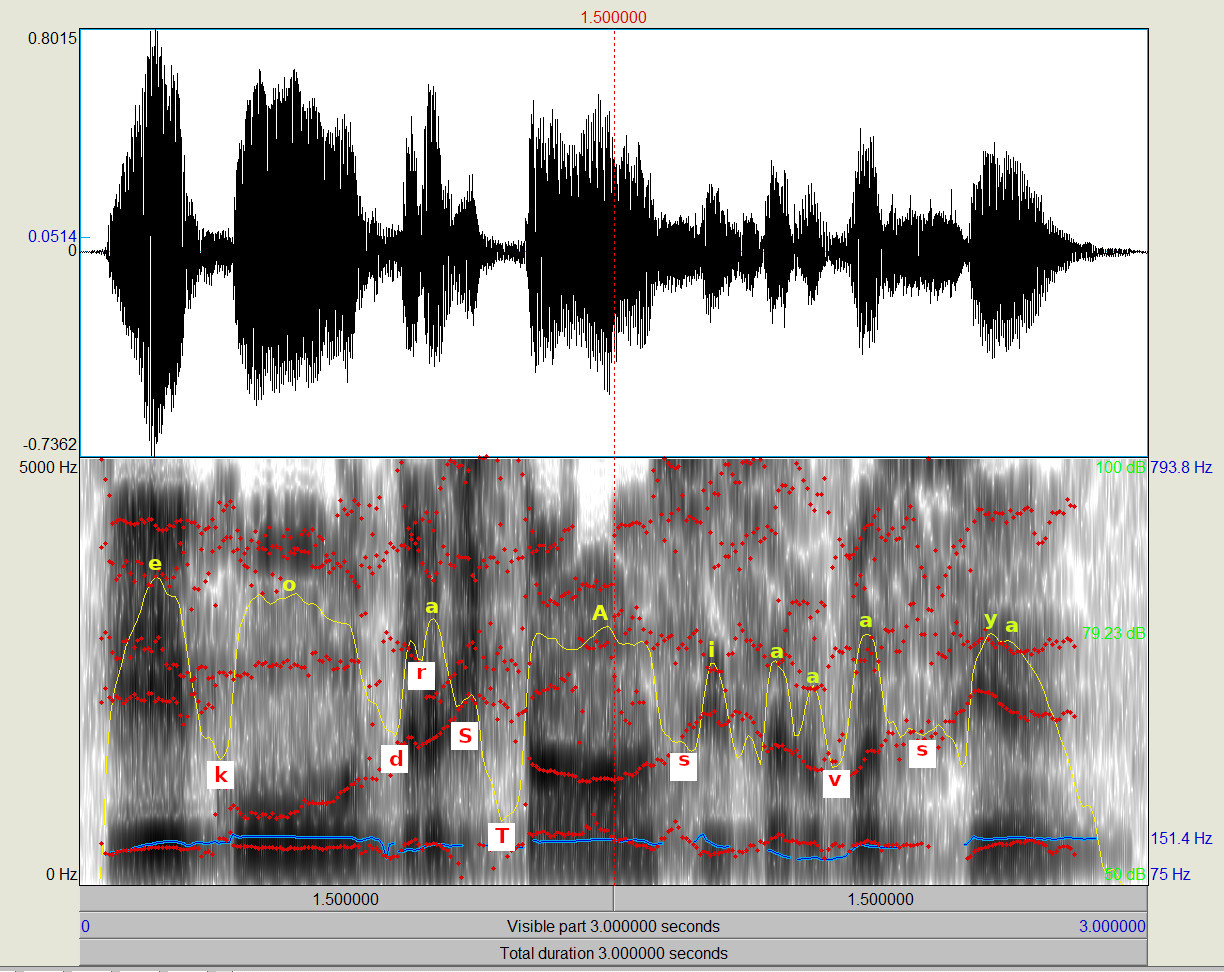 1.500000
0.8015
0.0514
0
-0.7362
5000 Hz
100 dB
793.8 Hz
e
o
a
A
a
y a
79.23 dB
i
a
r
a
S
d
s
s
k
v
T
151.4 Hz
0 Hz
50 dB
75 Hz
1.500000
1.500000
0
Visible part 3.000000 seconds
3.000000
Total duration 3.000000 seconds